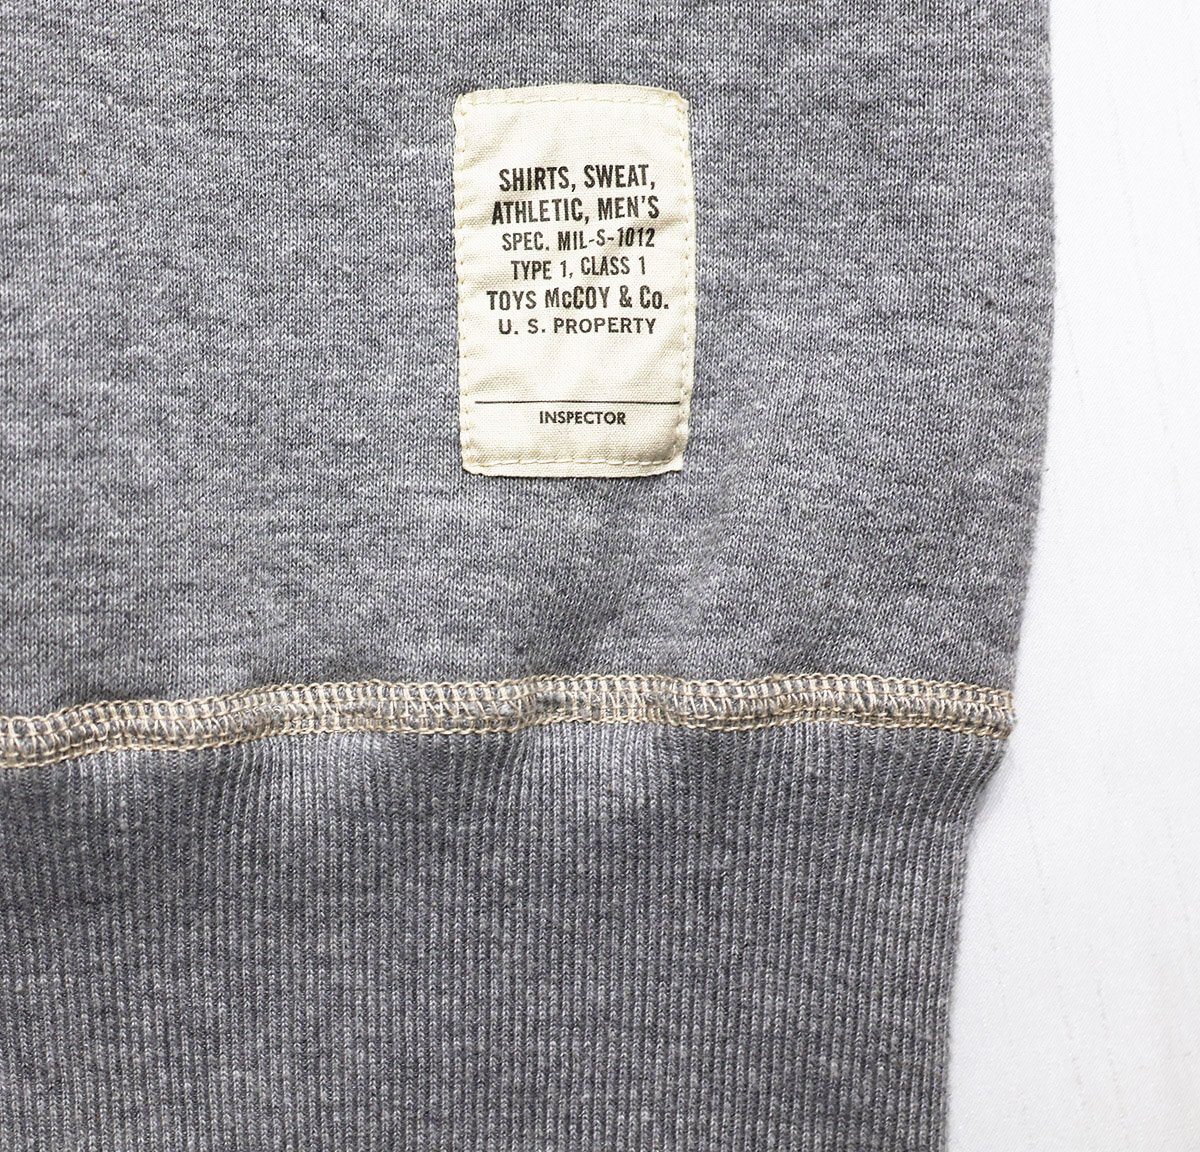 SHIRTS, SWEAT,
ATHLETIC, MEN'S
SPEC. MIL-S-1012
TYPE 1, CLASS 1
TOYS McCOY & Co.
U. S. PROPERTY
INSPECTOR